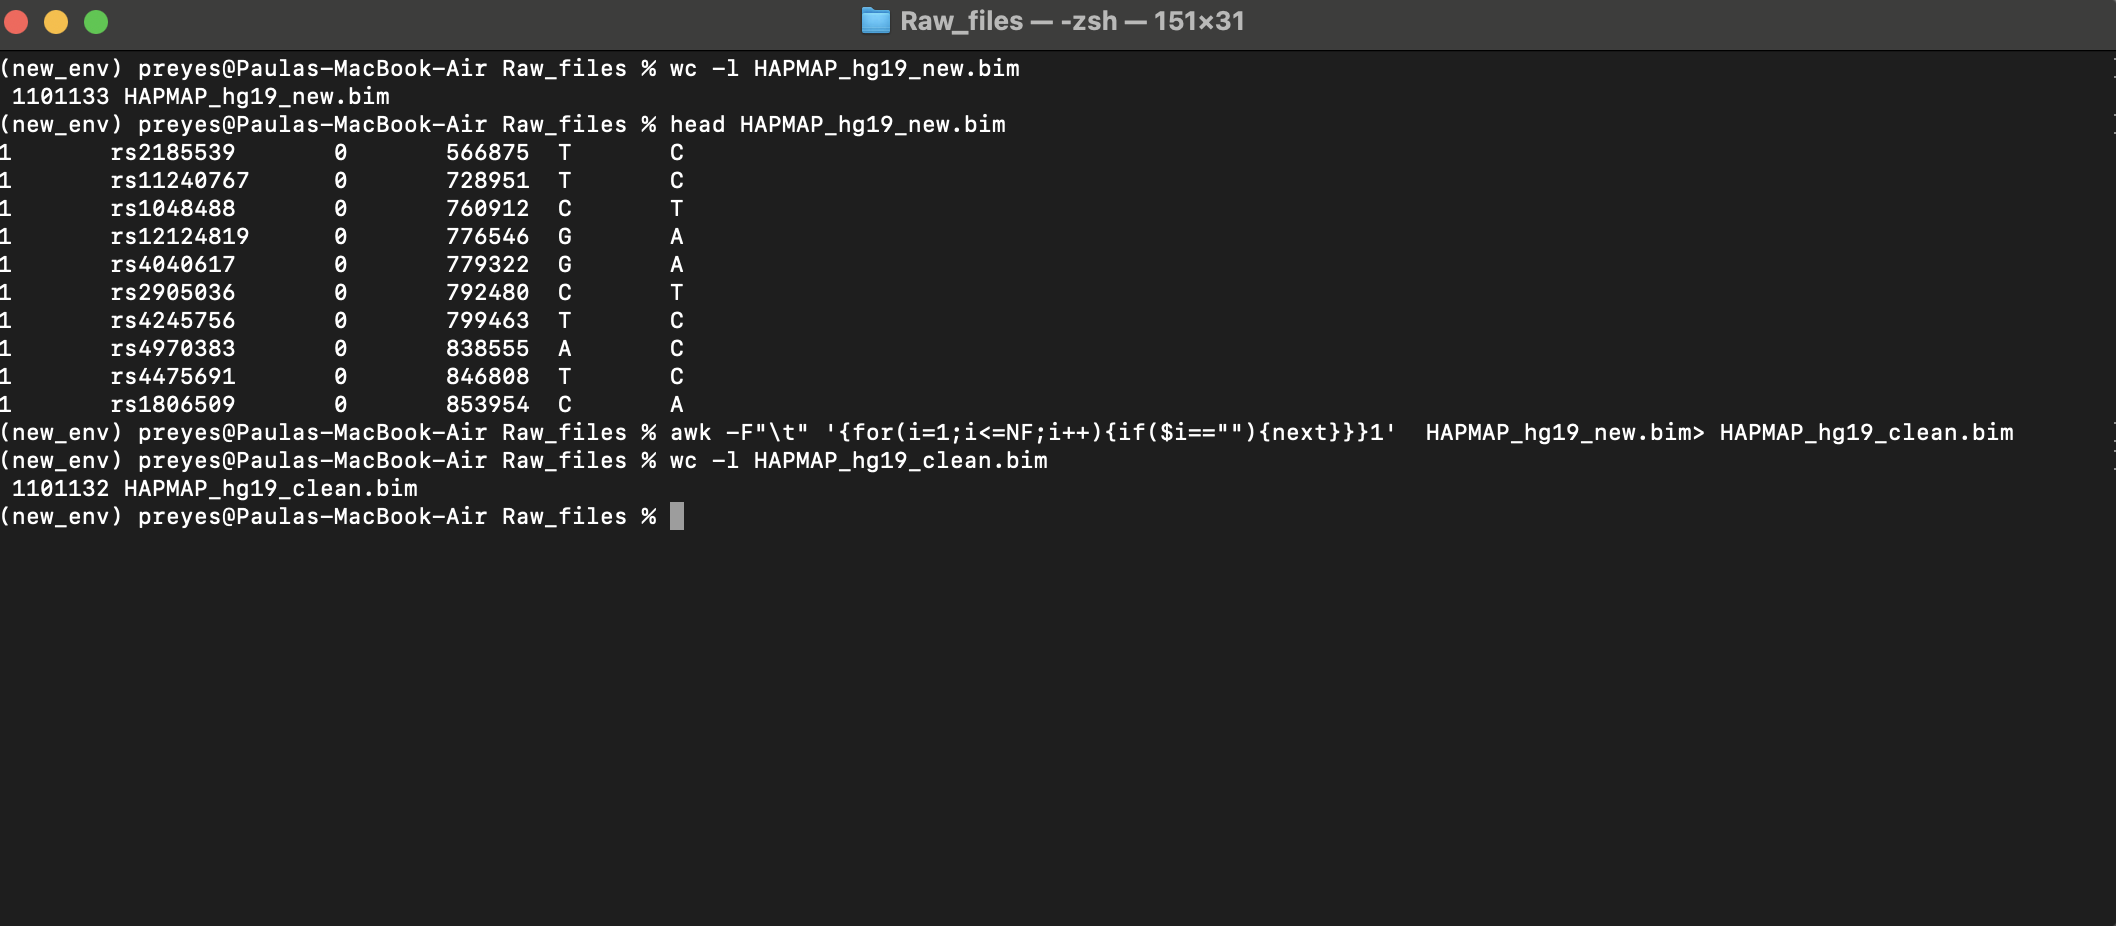 Raw_files — -zsh — 151×31
(new_env) preyes@Paulas-MacBook-Air Raw_files % wc -l HAPMAP_hg19_new.bim
1101133 HAPMAP_hg19_new.bim
(new_env) preyes@Paulas-MacBook-Air Raw_files % head HAPMAP_hg19_new.bim
1 rs2185539 0 566875 T C
1 rs11240767 0 728951 T C
1 rs1048488 0 760912 C T
1 rs12124819 0 776546 G A
1 rs4040617 0 779322 G A
1 rs2905036 0 792480 C T
1 rs4245756 0 799463 T C
1 rs4970383 0 838555 A C
1 rs4475691 0 846808 T C
1 rs1806509 0 853954 C A
(new_env) preyes@Paulas-MacBook-Air Raw_files % awk -F"\t" '{for(i=1;i<=NF;i++){if($i==""){next}}}1'  HAPMAP_hg19_new.bim> HAPMAP_hg19_clean.bim
(new_env) preyes@Paulas-MacBook-Air Raw_files % wc -l HAPMAP_hg19_clean.bim
1101132 HAPMAP_hg19_clean.bim
(new_env) preyes@Paulas-MacBook-Air Raw_files %